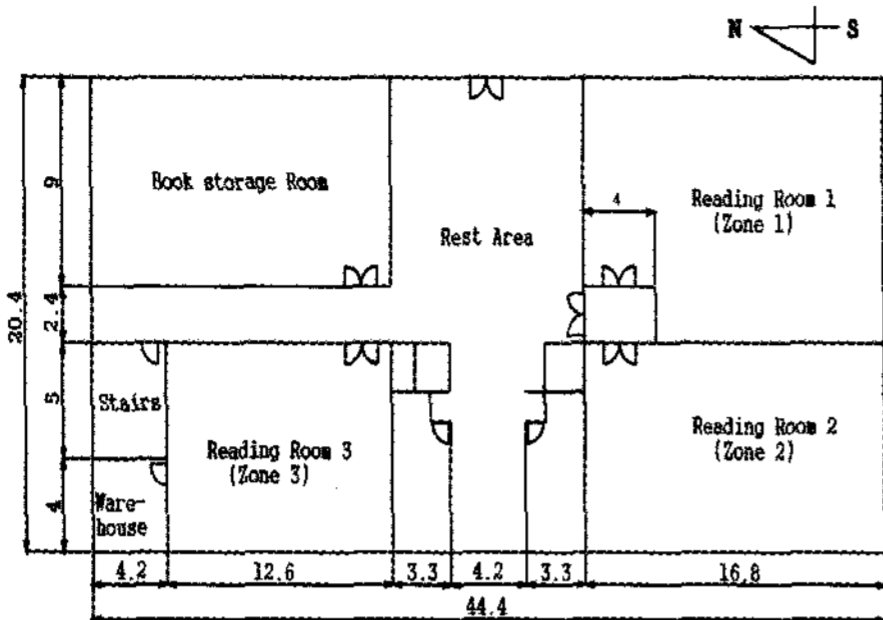 N S
Book storage Room
Rest Area
4
Reading Room 1
(Zone 1)
9
2.4
20.4
5
4
Stairs
Reading Room 3
(Zone 3)
Reading Room 2
(Zone 2)
Ware-
house
4.2 12.6 3.3 4.2 3.3 16.8
44.4